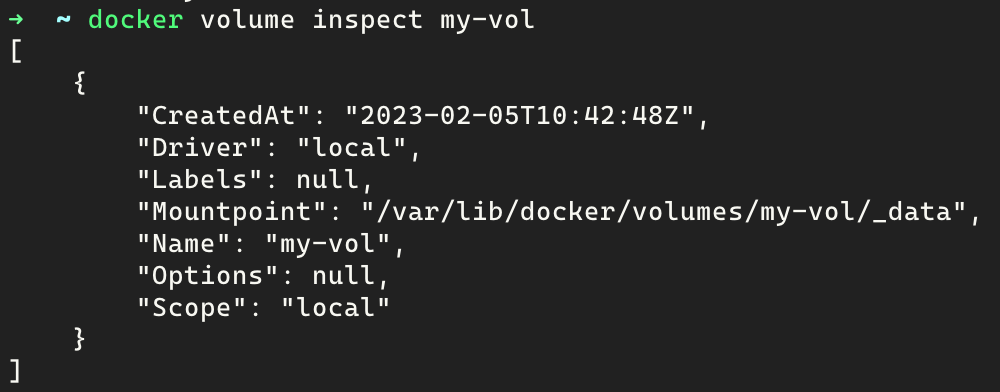 ➜  ~ docker volume inspect my-vol
[
    {
        "CreatedAt": "2023-02-05T10:42:48Z",
        "Driver": "local",
        "Labels": null,
        "Mountpoint": "/var/lib/docker/volumes/my-vol/_data",
        "Name": "my-vol",
        "Options": null,
        "Scope": "local"
    }
]